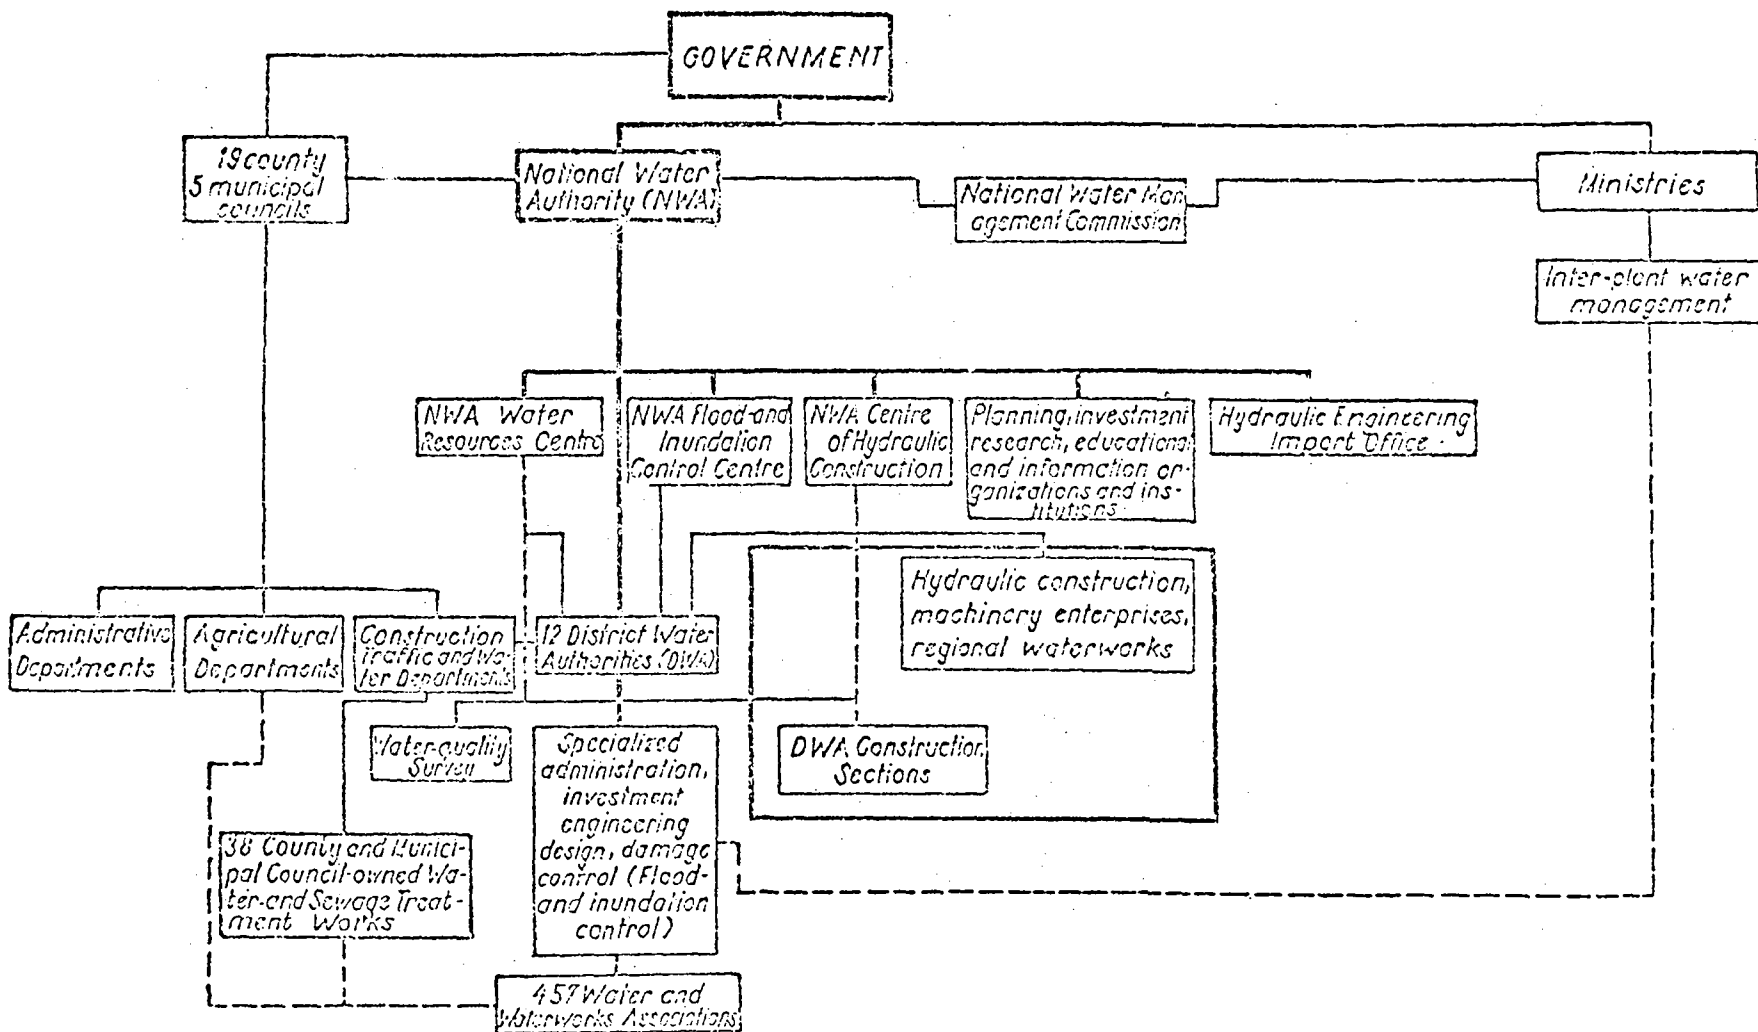 GOVERNMENT
19 county
5 municipal
councils
National Water
Authority (NWA)
National Water Man
agement Commission
Ministries
Inter-plant water
management
NWA Water
Resources Centre
NWA Flood-and
Inundation
Control Centre
NWA Centre
of Hydraulic
Construction
Planning, investment
research, educational
and information or-
ganizations and ins-
titutions
Hydraulic Engineering
Import Office
Hydraulic construction,
machinery enterprises,
regional waterworks
Administrative
Departments
Agricultural
Departments
Construction
Traffic and Wa-
ter Departments
12 District Water
Authorities (DWA)
Water-quality
Survey
Specialized
administration,
investment
engineering
design, damage
control (Flood-
and inundation
control)
DWA Construction
Sections
38 County and Munici-
pal Council-owned Wa-
ter-and Sewage Treat-
ment Works
457 Water and
Waterworks Associations